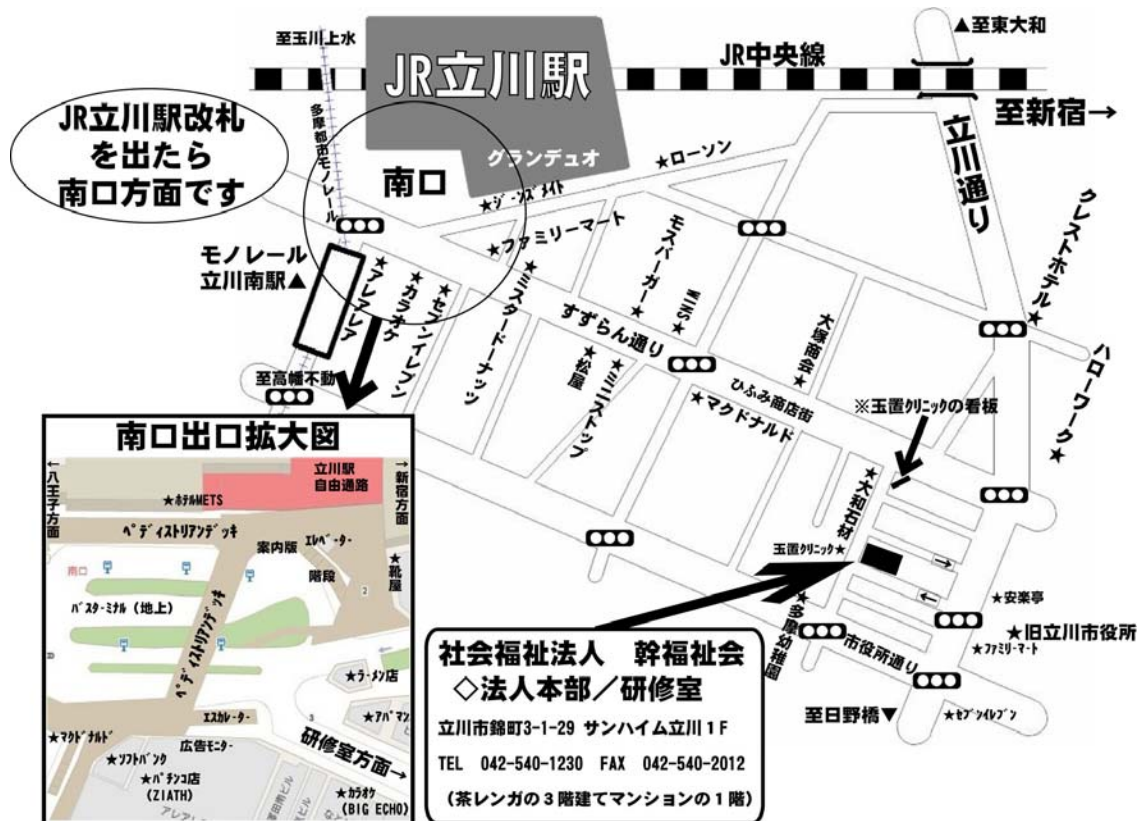 ▲至東大和
至玉川上水
JR中央線
JR立川駅
至新宿→
JR立川駅改札
を出たら
南口方面です
多摩都市モノレール
グランデュオ
南口
★ローソン
★ジーンズメイト
★ファミリーマート
立川通り
クレストホテル★
モノレール
立川南駅▲
★アレアレア
★カラオケ
★セブンイレブン
★ミスタードーナッツ
モスバーガー★
WINS★
すずらん通り
大塚商会★
ハローワーク★
至高幡不動
★松屋
★ミニストップ
ひふみ商店街
★マクドナルド
※玉置ｸﾘﾆｯｸの看板
★大和石材
玉置ｸﾘﾆｯｸ★
★多摩幼稚園
★安楽亭
★旧立川市役所
★ﾌｧﾐﾘｰﾏｰﾄ
市役所通り
至日野橋▼
★ｾﾌﾞﾝｲﾚﾌﾞﾝ
南口出口拡大図
←八王子方面
→新宿方面
立川駅
自由通路
★ﾎﾃﾙMETS
ﾍﾟﾃﾞｨｽﾄﾘｱﾝﾃﾞｯｷ
案内版
ｴﾚﾍﾞｰﾀｰ
階段
★靴屋
南口
2
ﾊﾞｽﾀｰﾐﾅﾙ（地上）
ﾍﾟﾃﾞｨｽﾄﾘｱﾝﾃﾞｯｷ
★ﾗｰﾒﾝ店
ｴｽｶﾚｰﾀｰ
3
★ｱﾊﾟﾏﾝ
★ﾏｸﾄﾞﾅﾙﾄﾞ
広告ﾓﾆﾀｰ
研修室方面→
★ｿﾌﾄﾊﾞﾝｸ
★ﾊﾟﾁﾝｺ店
(ZIATH)
★ｶﾗｵｹ
(BIG ECHO)
社会福祉法人　幹福祉会
◇法人本部／研修室
立川市錦町3-1-29 サンハイム立川１F
TEL 042-540-1230 FAX 042-540-2012
（茶レンガの３階建てマンションの１階）